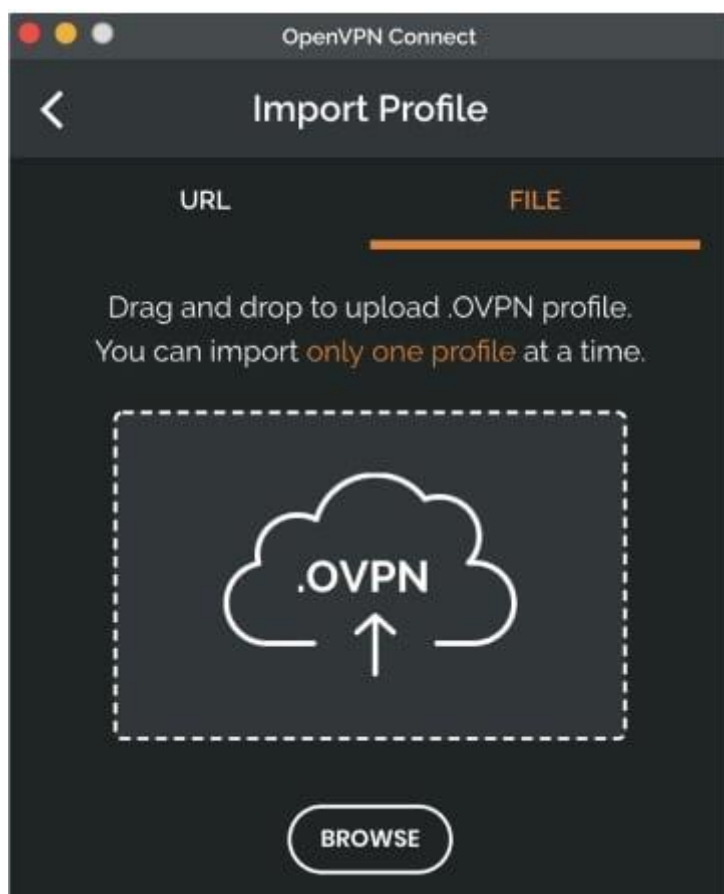 OpenVPN Connect
Import Profile
URL
FILE
Drag and drop to upload .OVPN profile.
You can import only one profile at a time.
.OVPN
BROWSE